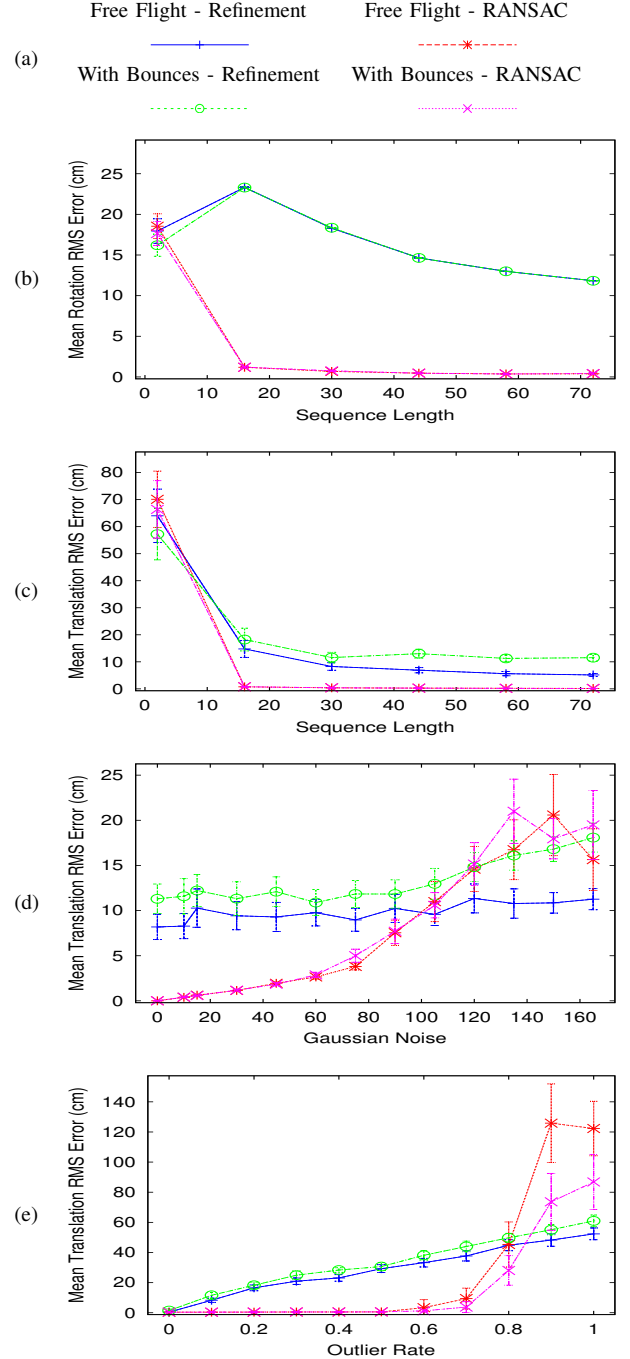 Free Flight - Refinement Free Flight - RANSAC
(a)
With Bounces - Refinement With Bounces - RANSAC
(b)
Mean Rotation RMS Error (cm)
25
20
15
10
5
0
0 10 20 30 40 50 60 70
Sequence Length
(c)
Mean Translation RMS Error (cm)
80
70
60
50
40
30
20
10
0
0 10 20 30 40 50 60 70
Sequence Length
(d)
Mean Translation RMS Error (cm)
25
20
15
10
5
0
0 20 40 60 80 100 120 140 160
Gaussian Noise
(e)
Mean Translation RMS Error (cm)
140
120
100
80
60
40
20
0
0 0.2 0.4 0.6 0.8 1
Outlier Rate